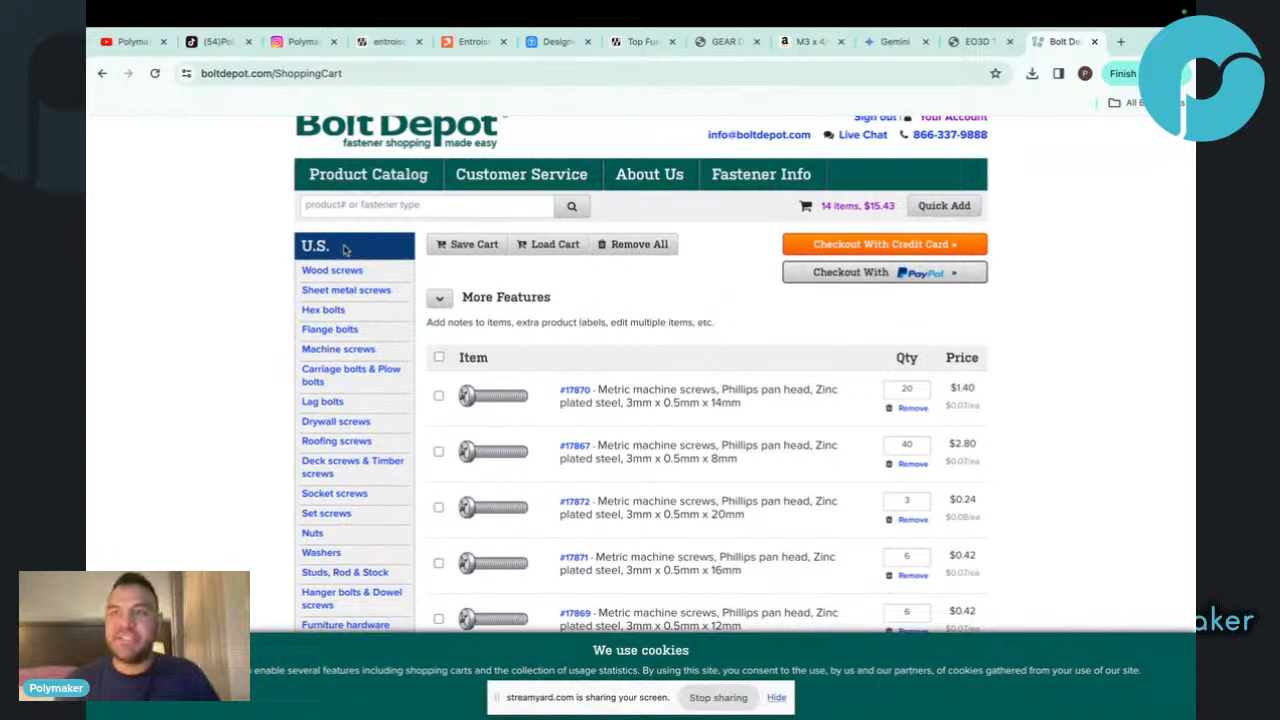 Polyma
(54)Pol
Polyma
entrois
Entrois
Design
Top Fu
GEAR D
M3 x 4
Gemini
EO3D T
Bolt De
boltdepot.com/ShoppingCart
P
Finish
All B
Bolt Depot
fastener shopping made easy
Sign out
Your Account
info@boltdepot.com
Live Chat
866-337-9888
Product Catalog
Customer Service
About Us
Fastener Info
product# or fastener type
14 items, $15.43
Quick Add
U.S.
Wood screws
Sheet metal screws
Hex bolts
Flange bolts
Machine screws
Carriage bolts & Plow
bolts
Lag bolts
Drywall screws
Roofing screws
Deck screws & Timber
screws
Socket screws
Set screws
Nuts
Washers
Studs, Rod & Stock
Hanger bolts & Dowel
screws
Furniture hardware
Save Cart
Load Cart
Remove All
Checkout With Credit Card »
Checkout With PayPal »
More Features
Add notes to items, extra product labels, edit multiple items, etc.
Item
Qty
Price
#17870 - Metric machine screws, Phillips pan head, Zinc
plated steel, 3mm x 0.5mm x 14mm
20
Remove
$1.40
$0.07/ea
#17867 - Metric machine screws, Phillips pan head, Zinc
plated steel, 3mm x 0.5mm x 8mm
40
Remove
$2.80
$0.07/ea
#17872 - Metric machine screws, Phillips pan head, Zinc
plated steel, 3mm x 0.5mm x 20mm
3
Remove
$0.24
$0.08/ea
#17871 - Metric machine screws, Phillips pan head, Zinc
plated steel, 3mm x 0.5mm x 16mm
6
Remove
$0.42
$0.07/ea
#17869 - Metric machine screws, Phillips pan head, Zinc
plated steel, 3mm x 0.5mm x 12mm
6
Remove
$0.42
$0.07/ea
We use cookies
enable several features including shopping carts and the collection of usage statistics. By using this site, you consent to the use, by us and our partners, of cookies gathered from your use of our site.
streamyard.com is sharing your screen.
Stop sharing
Hide
Polymaker
maker